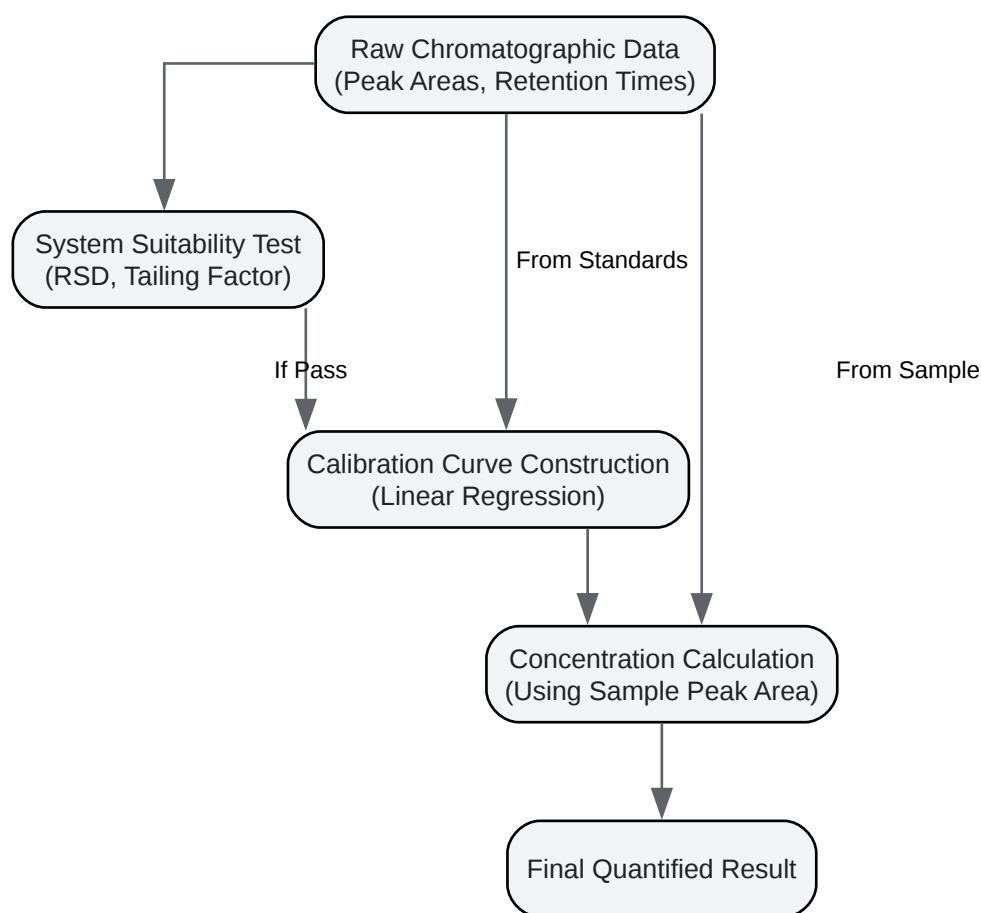 Raw Chromatographic Data
(Peak Areas, Retention Times)
System Suitability Test
(RSD, Tailing Factor)
From Standards
If Pass
From Sample
Calibration Curve Construction
(Linear Regression)
Concentration Calculation
(Using Sample Peak Area)
Final Quantified Result